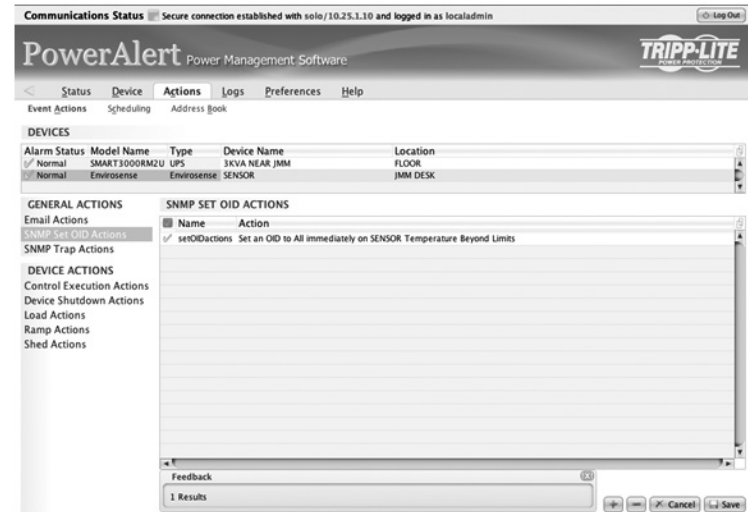 Communications Status Secure connection established with solo/10.25.1.10 and logged in as localadmin Log Out
PowerAlert Power Management Software
TRIPP-LITE
POWER PROTECTION
Status Device Actions Logs Preferences Help
Event Actions Scheduling Address Book
DEVICES
Alarm Status Model Name Type Device Name Location
Normal SMART3000RM2U UPS 3KVA NEAR JMM FLOOR
Normal Envirosense Envirosense SENSOR JMM DESK
GENERAL ACTIONS
Email Actions
SNMP Set OID Actions
SNMP Trap Actions
DEVICE ACTIONS
Control Execution Actions
Device Shutdown Actions
Load Actions
Ramp Actions
Shed Actions
SNMP SET OID ACTIONS
Name Action
setOIDactions Set an OID to All immediately on SENSOR Temperature Beyond Limits
Feedback
1 Results
Cancel Save